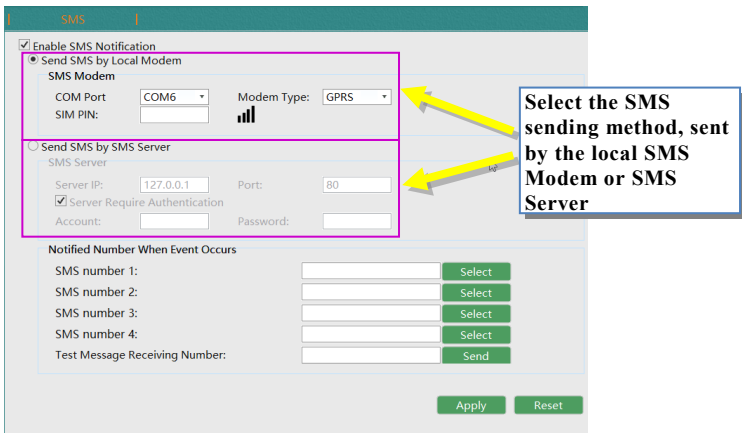 SMS
Enable SMS Notification
Send SMS by Local Modem
SMS Modem
COM Port COM6 Modem Type: GPRS
SIM PIN:
Send SMS by SMS Server
SMS Server
Server IP: 127.0.0.1 Port: 80
Server Require Authentication
Account: Password:
Notified Number When Event Occurs
SMS number 1: Select
SMS number 2: Select
SMS number 3: Select
SMS number 4: Select
Test Message Receiving Number: Send
Apply Reset
Select the SMS
sending method, sent
by the local SMS
Modem or SMS
Server